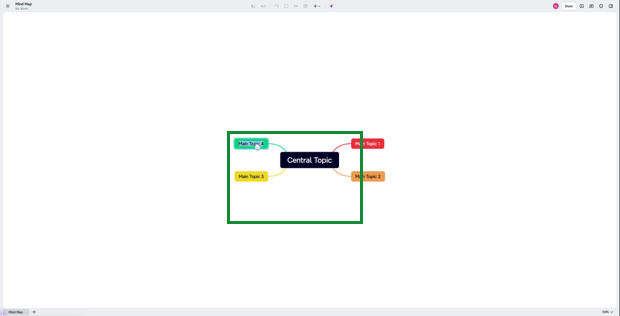 Mind Map
Share
Main Topic 4
Main Topic 1
Central Topic
Main Topic 3
Main Topic 2
Mind Map